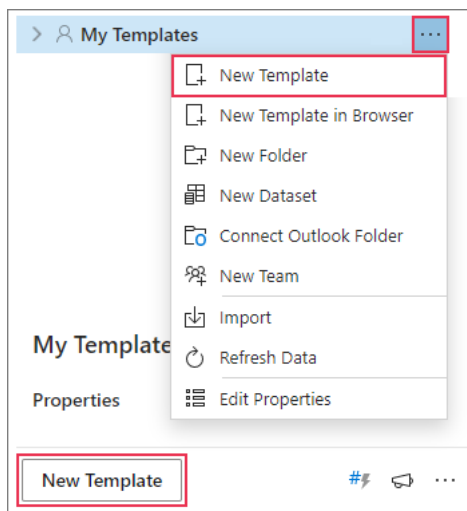 My Templates
New Template
New Template in Browser
New Folder
New Dataset
Connect Outlook Folder
New Team
Import
My Template
Refresh Data
Properties
Edit Properties
New Template